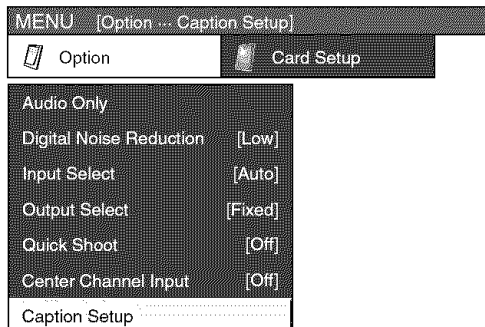 MENU [Option ··· Caption Setup]
Option Card Setup
Audio Only
Digital Noise Reduction [Low]
Input Select [Auto]
Output Select [Fixed]
Quick Shoot [Off]
Center Channel Input [Off]
Caption Setup